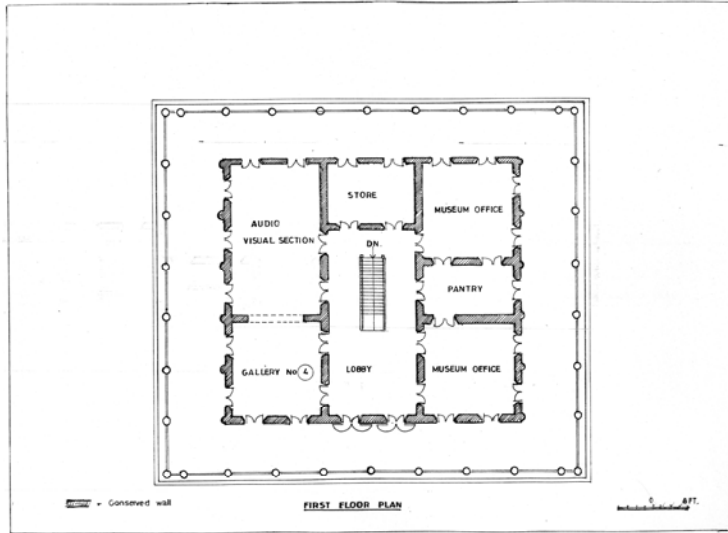 STORE
MUSEUM OFFICE
AUDIO
VISUAL SECTION
DN.
PANTRY
GALLERY No 4
LOBBY
MUSEUM OFFICE
= Conserved wall
FIRST FLOOR PLAN
0 8FT.